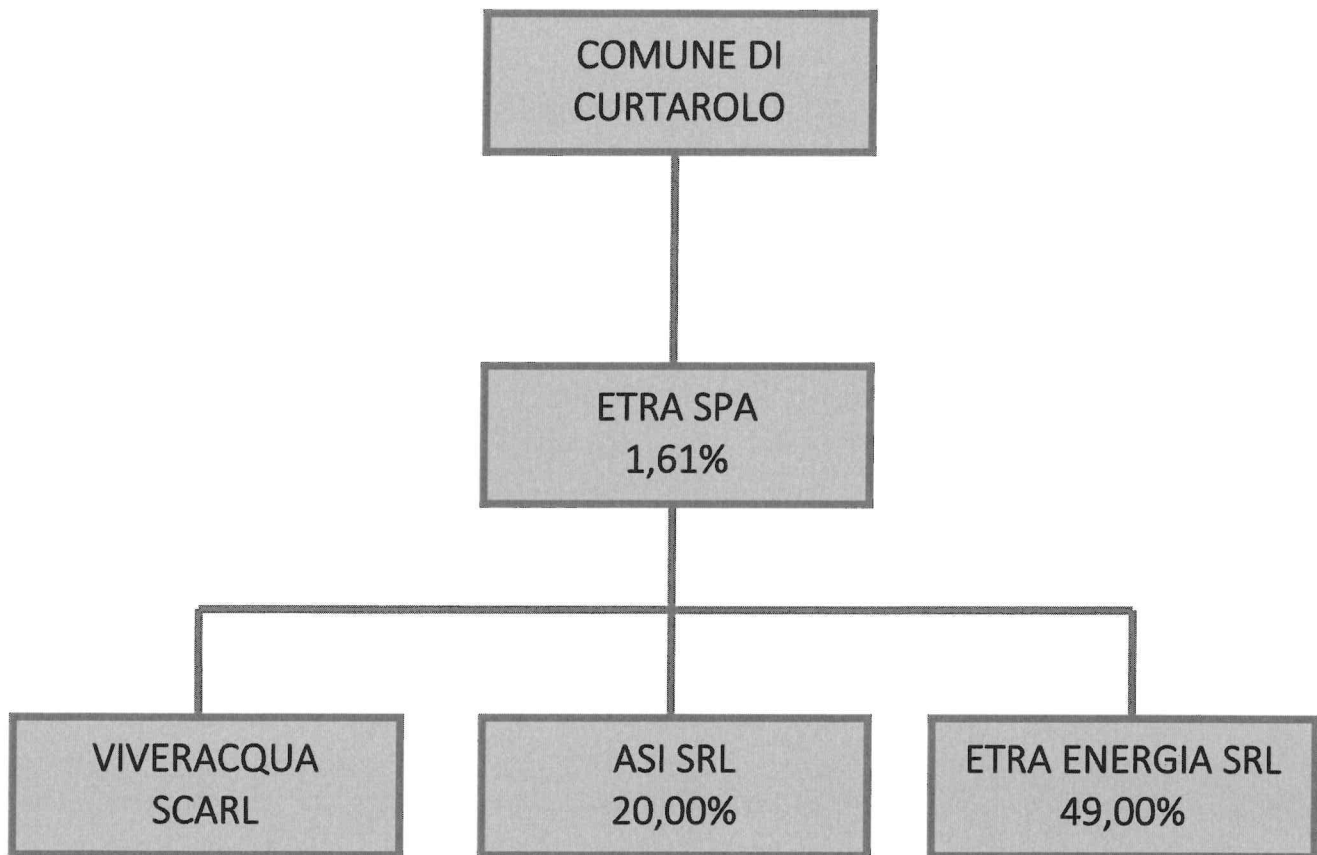 COMUNE DI
CURTAROLO
ETRA SPA
1,61%
VIVERACQUA
SCARL
ASI SRL
20,00%
ETRA ENERGIA SRL
49,00%